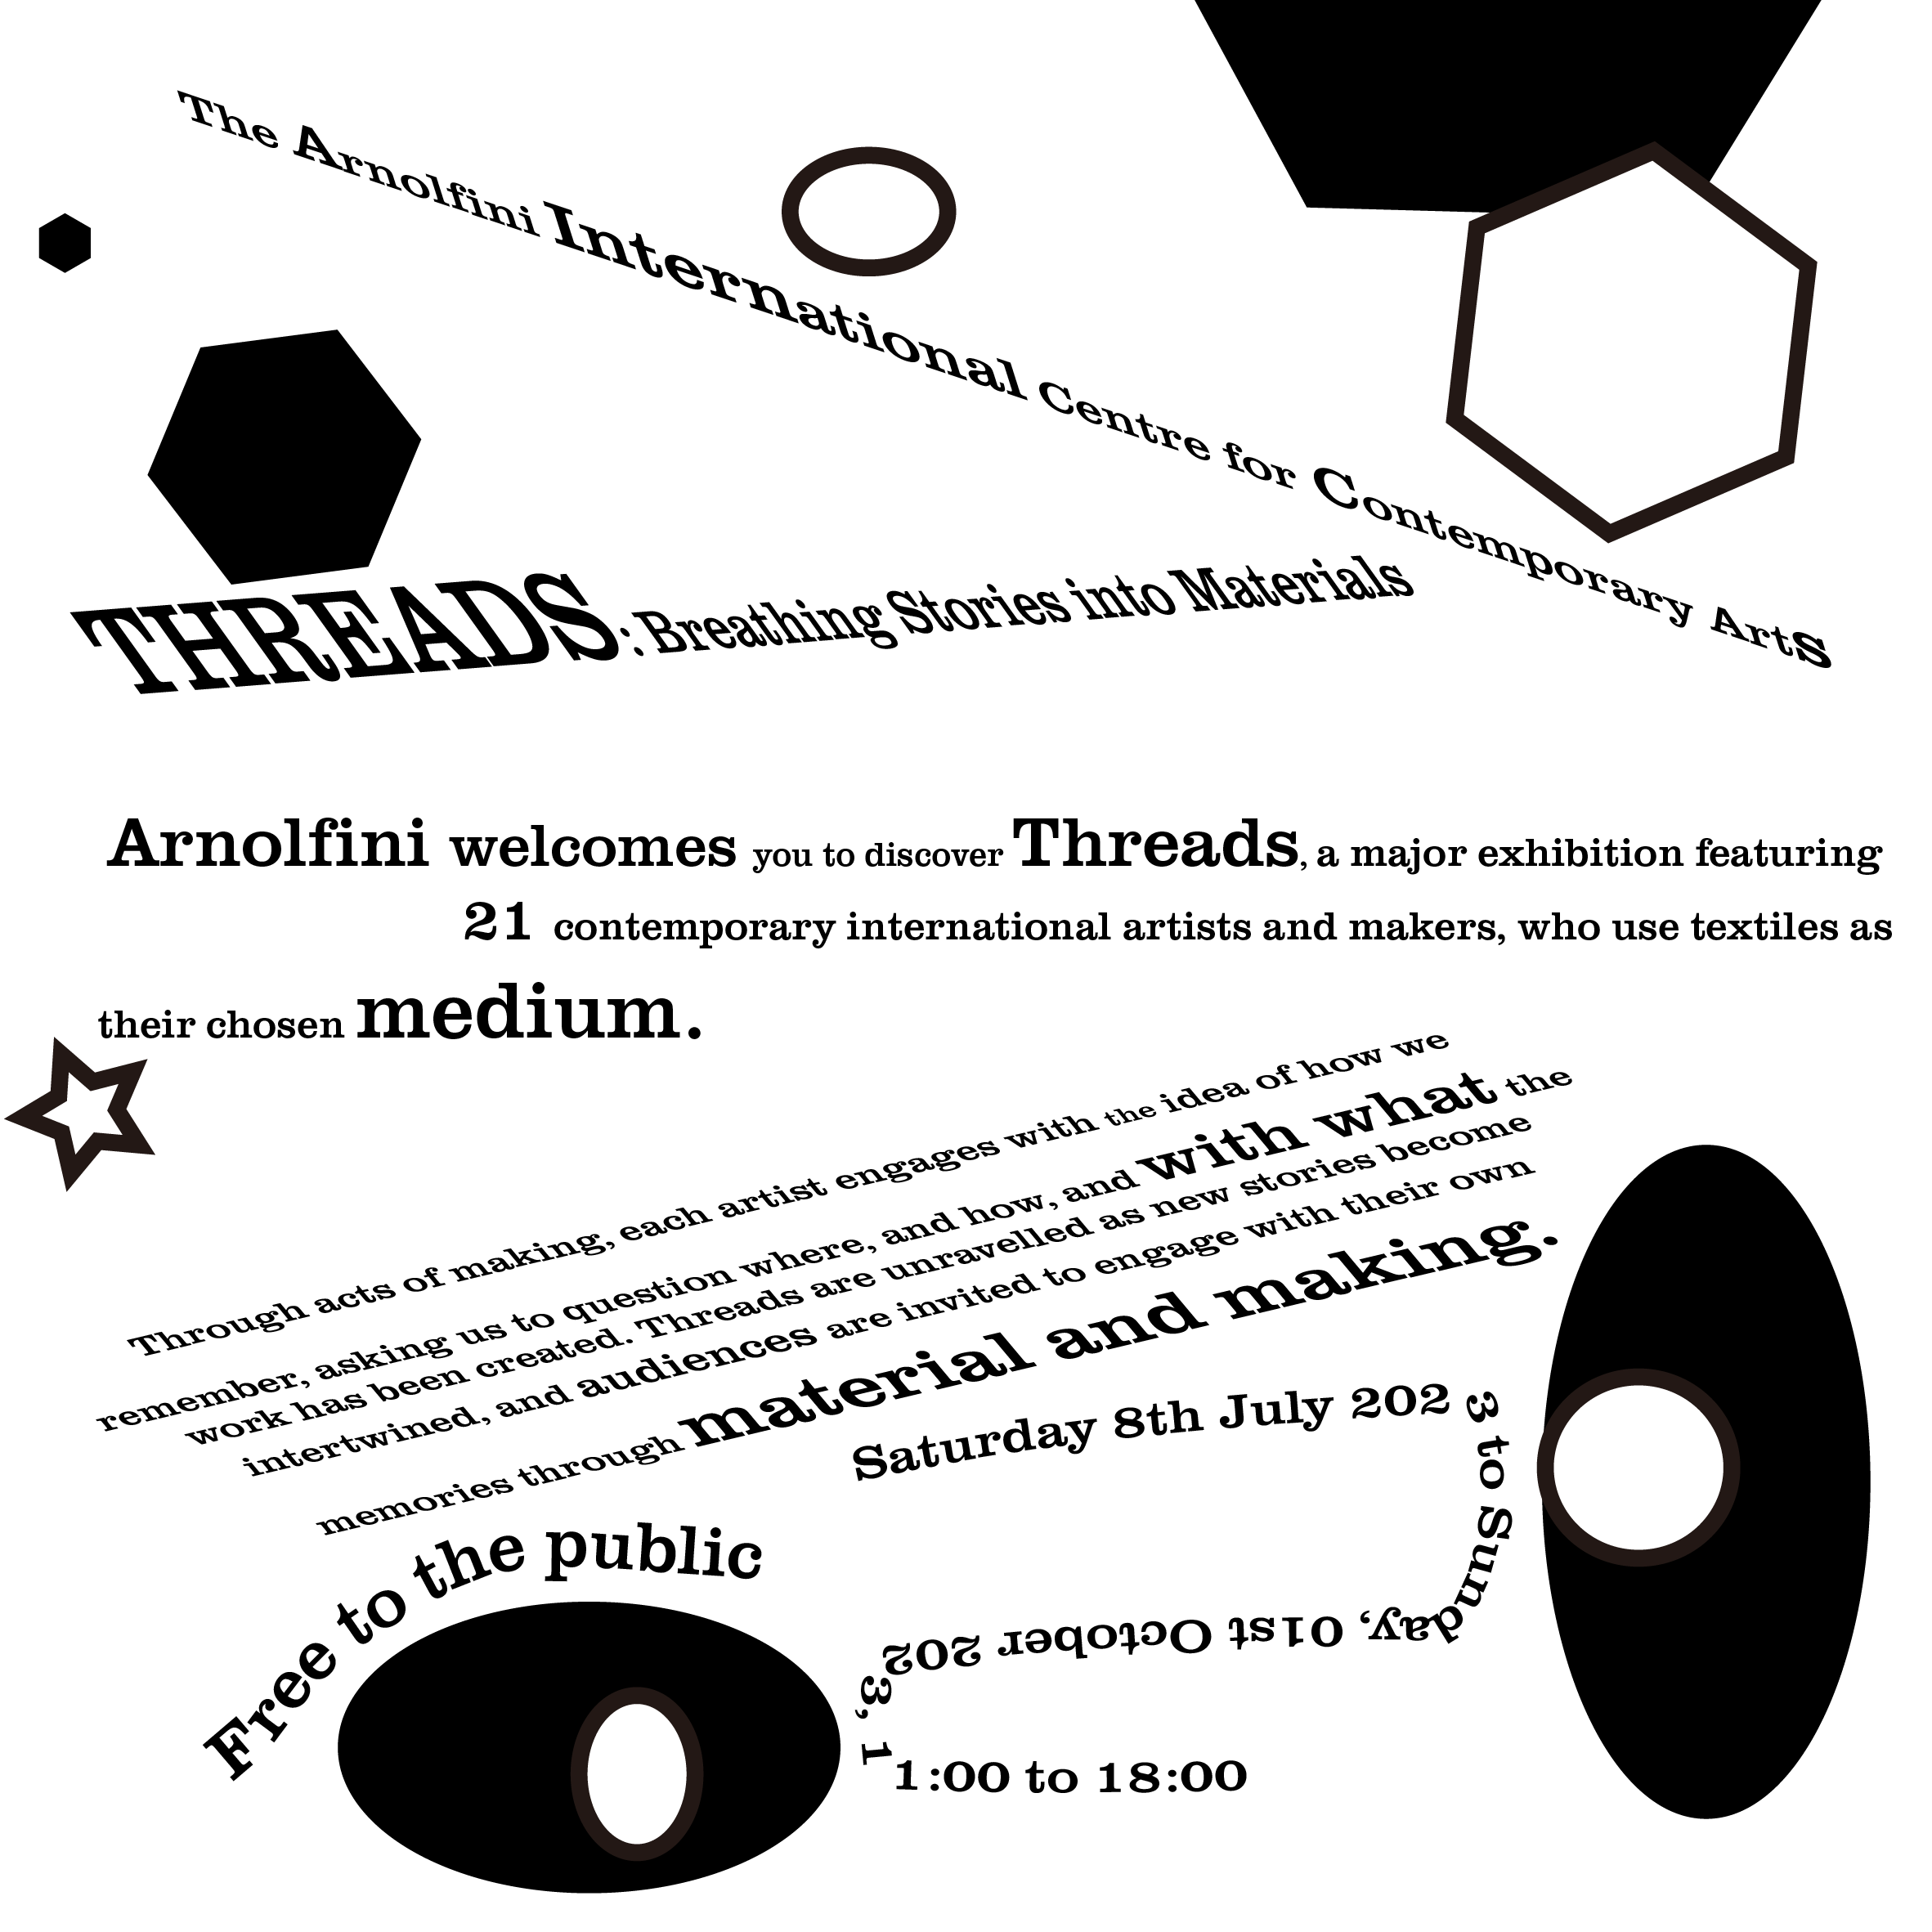 The Arnolfini International Centre for Contemporary Arts
THREADS: Breathing Stories into Materials
Arnolfini welcomes you to discover Threads, a major exhibition featuring
21 contemporary international artists and makers, who use textiles as
their chosen medium.
Through acts of making, each artist engages with the idea of how we
remember, asking us to question where, and how, and with what the
work has been created. Threads are unravelled as new stories become
intertwined, and audiences are invited to engage with their own
memories through material and making.
Saturday 8th July 2023 to Sunday, 01st October 2023, 11:00 to 18:00
Free to the public